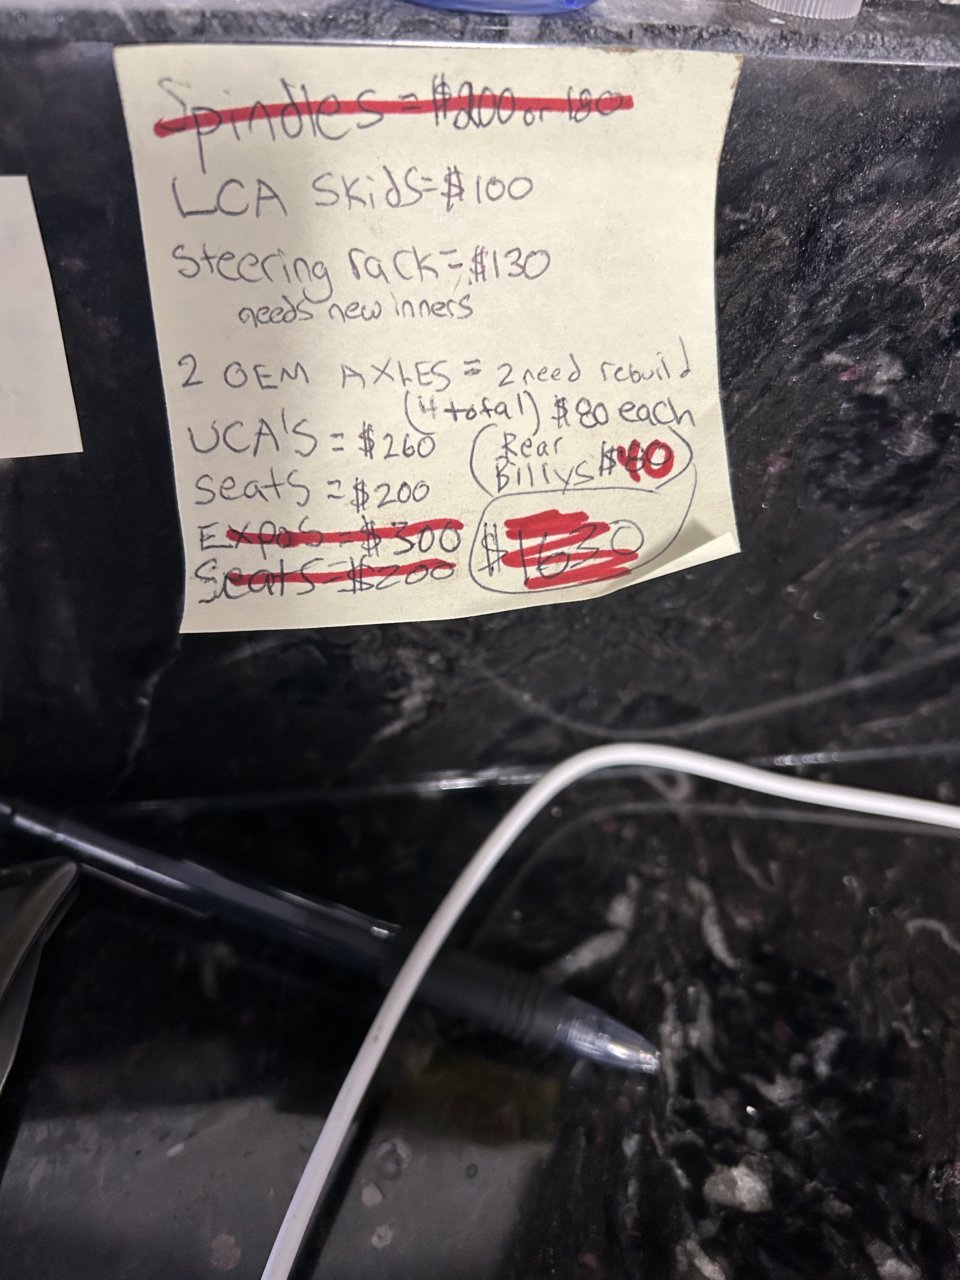 Spindles = $200 or 180
LCA Skids = $100
Steering rack = $130
needs new inners
2 OEM AXLES = 2 need rebuild
(4 total) $80 each
UCA'S = $260
(Rear
Billys $40)
Seats = $200
Expos = $300
Seats = $200
$1630